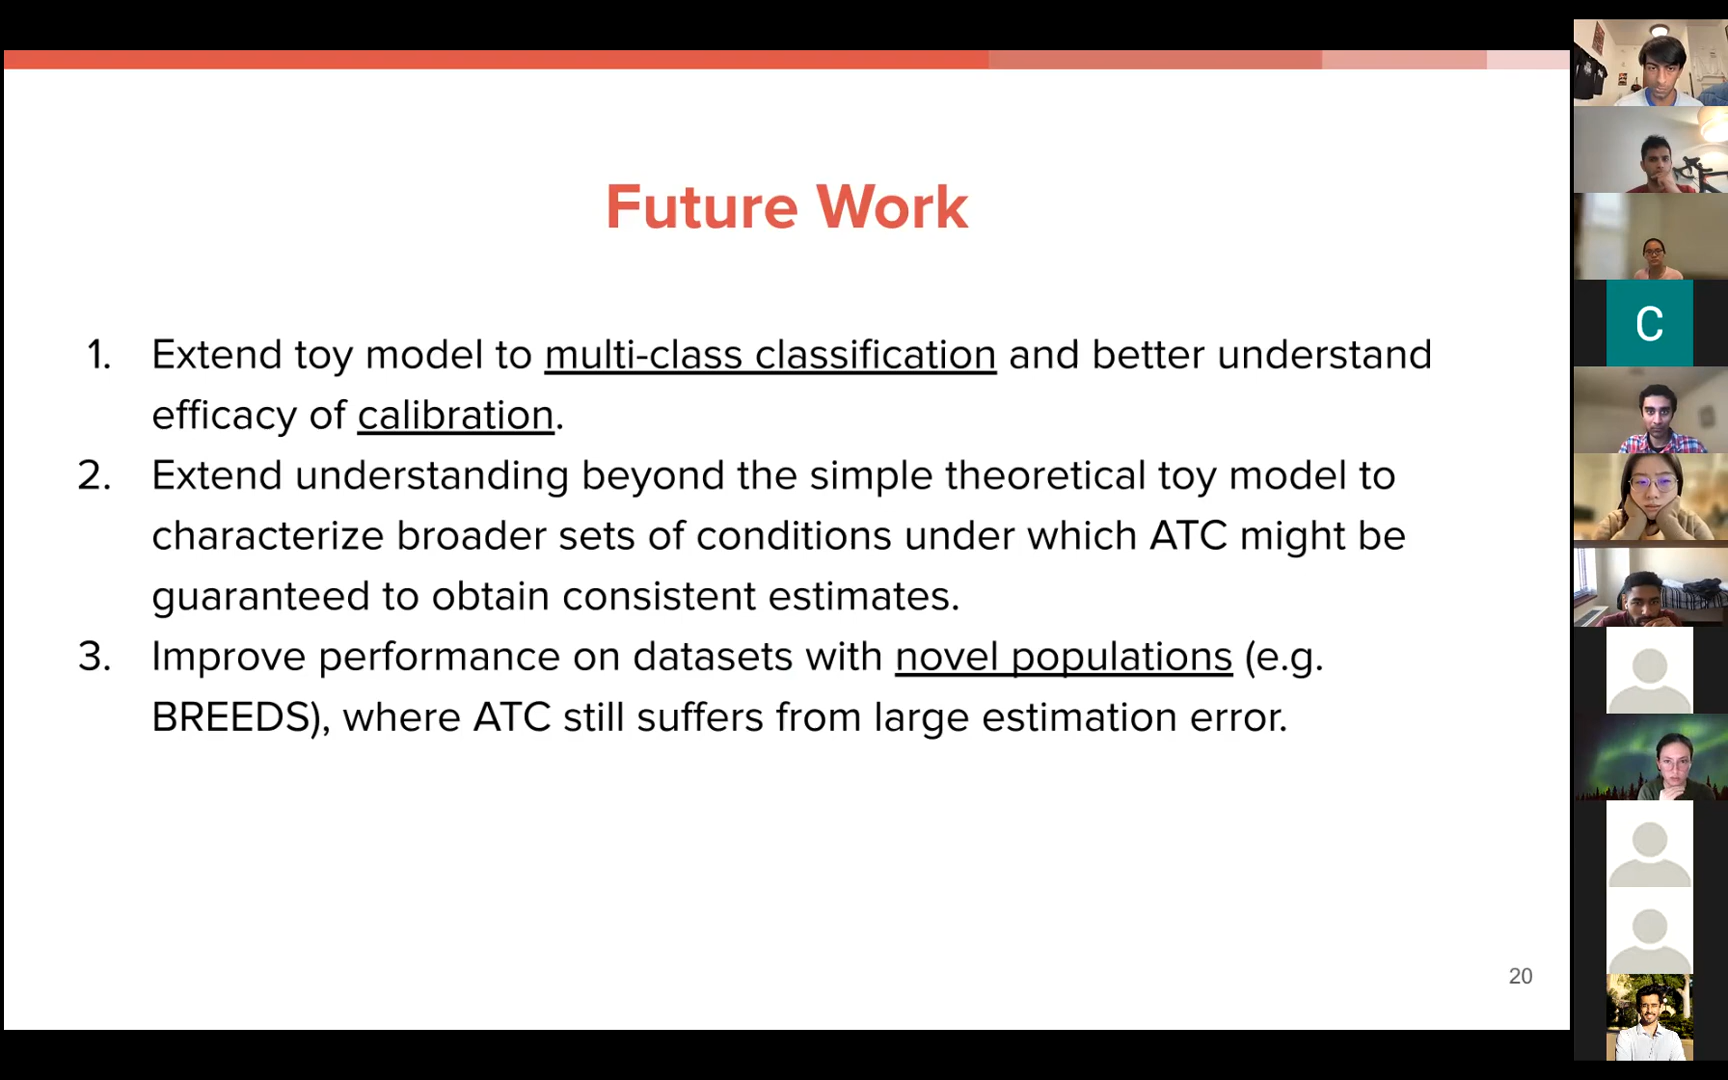 Future Work
1. Extend toy model to multi-class classification and better understand
efficacy of calibration.
2. Extend understanding beyond the simple theoretical toy model to
characterize broader sets of conditions under which ATC might be
guaranteed to obtain consistent estimates.
3. Improve performance on datasets with novel populations (e.g.
BREEDS), where ATC still suffers from large estimation error.
20
C